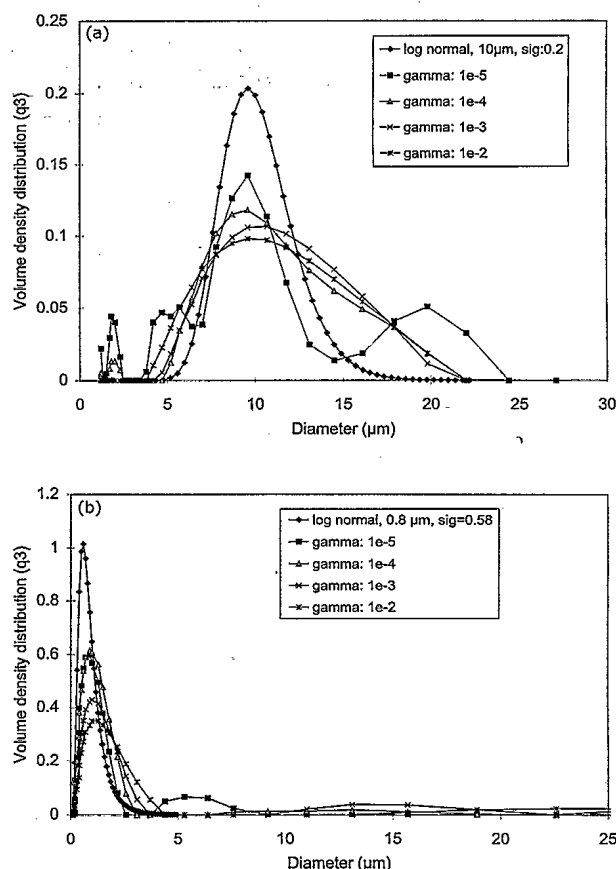 (a)
0.25
0.2
0.15
0.1
0.05
0
Volume density distribution (q3)
log normal, 10µm, sig:0.2
gamma: 1e-5
gamma: 1e-4
gamma: 1e-3
gamma: 1e-2
0 5 10 15 20 25 30
Diameter (µm)
(b)
1.2
1
0.8
0.6
0.4
0.2
0
Volume density distribution (q3)
log normal, 0.8 µm, sig=0.58
gamma: 1e-5
gamma: 1e-4
gamma: 1e-3
gamma: 1e-2
0 5 10 15 20 25
Diameter (µm)